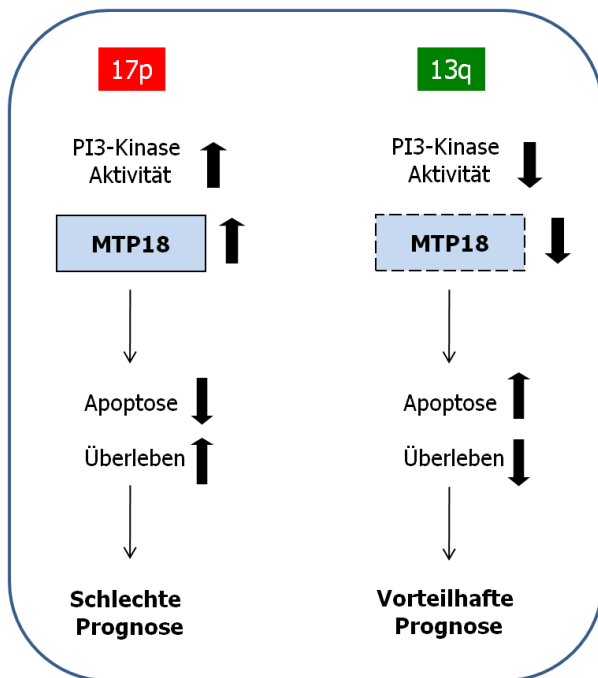 17p
PI3-Kinase
Aktivität
MTP18
Apoptose
Überleben
Schlechte
Prognose
13q
PI3-Kinase
Aktivität
MTP18
Apoptose
Überleben
Vorteilhafte
Prognose